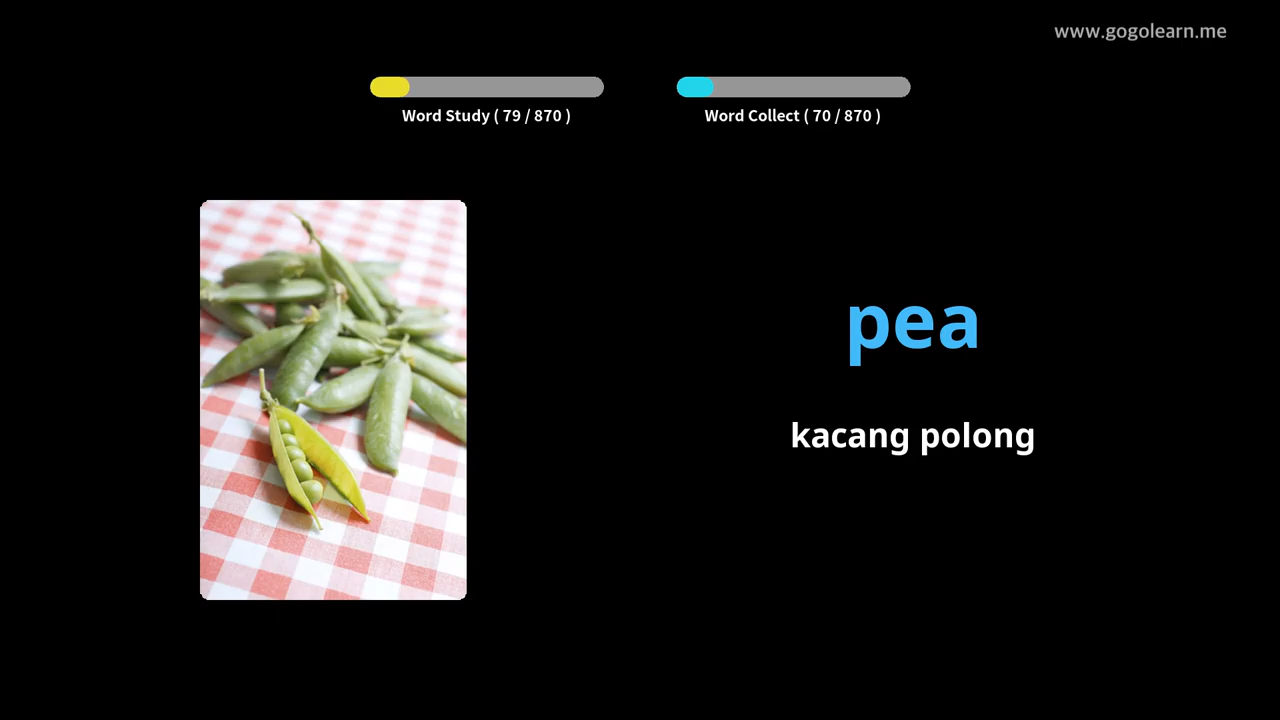 www.gogolearn.me
Word Study ( 79 / 870 )
Word Collect ( 70 / 870 )
pea
kacang polong